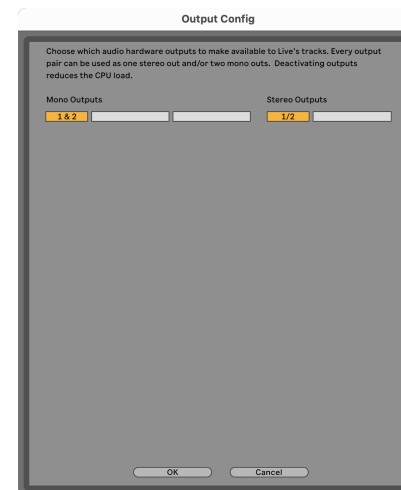 Output Config
Choose which audio hardware outputs to make available to Live's tracks. Every output
pair can be used as one stereo out and/or two mono outs. Deactivating outputs
reduces the CPU load.
Mono Outputs
Stereo Outputs
1 & 2
1/2
OK
Cancel